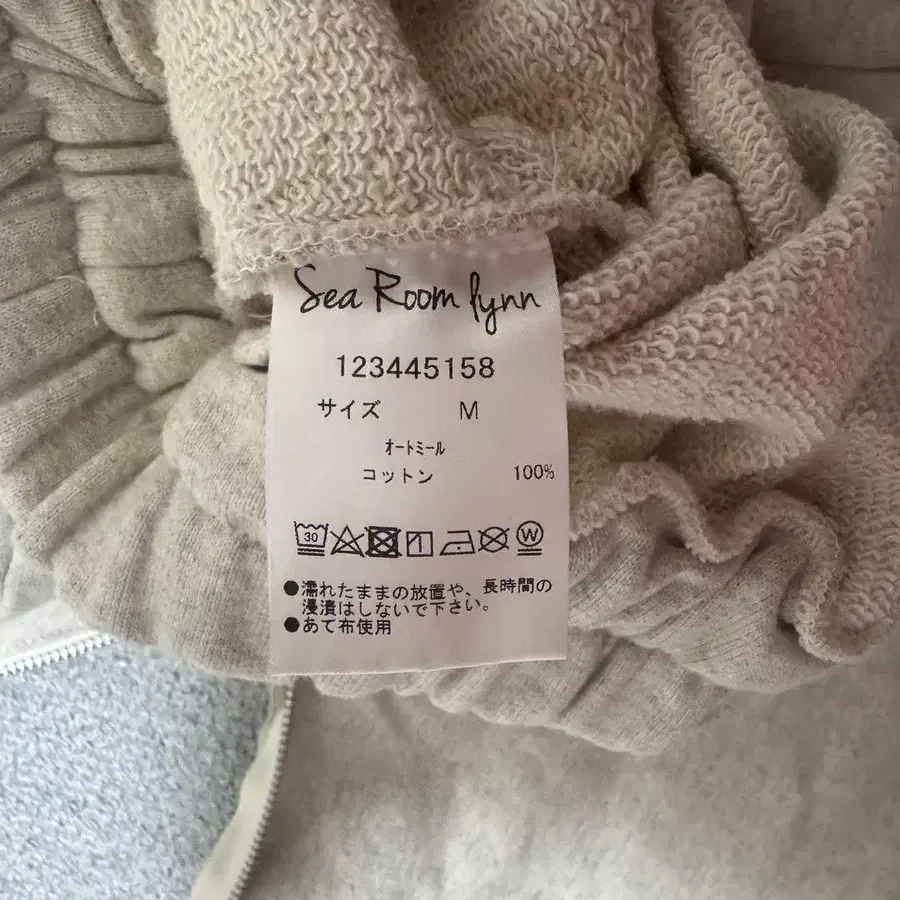 Sea Room lynn
123445158
サイズ M
オートミール
コットン 100%
30 W
●濡れたままの放置や、長時間の
浸漬はしないで下さい。
●あて布使用